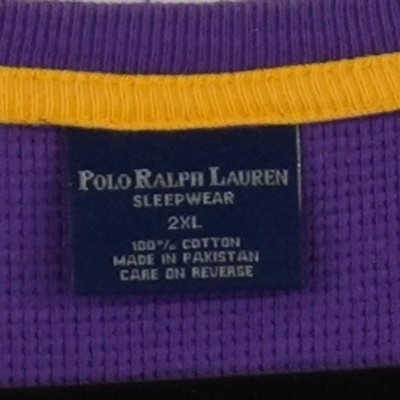 POLO RALPH LAUREN
SLEEPWEAR
2XL
100% COTTON
MADE IN PAKISTAN
CARE ON REVERSE